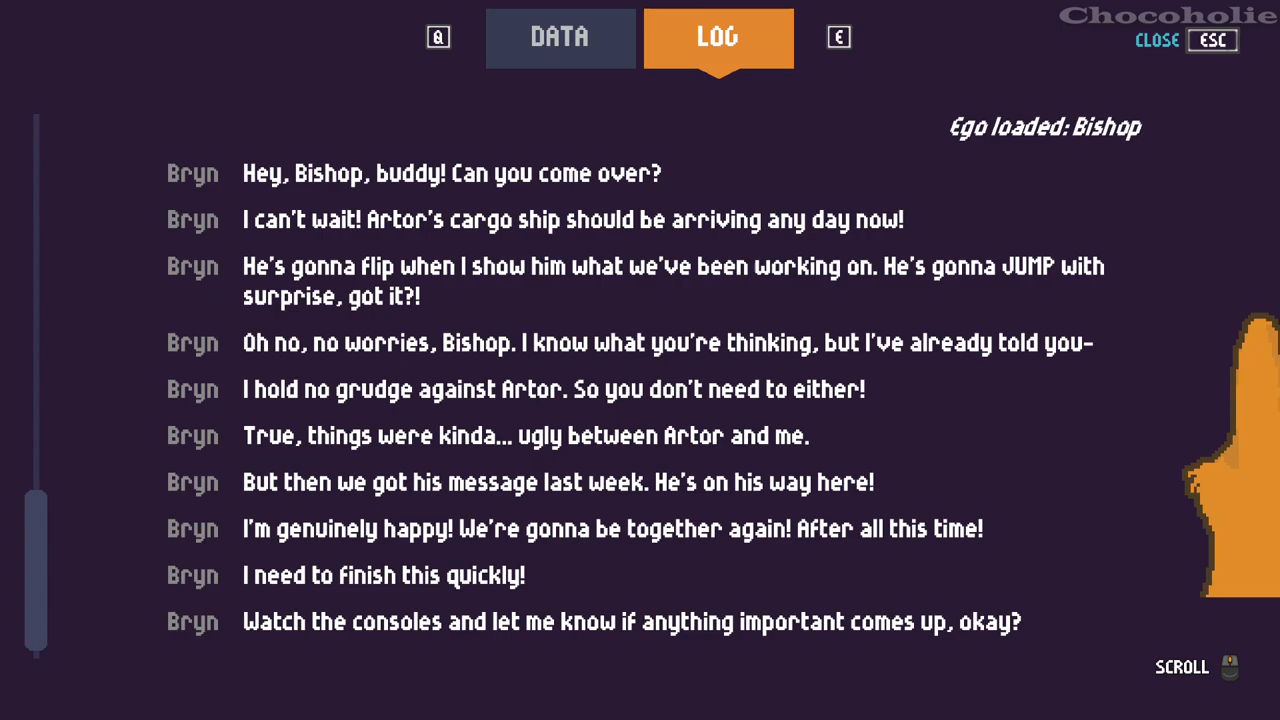 Chocoholie
Q DATA LOG E
CLOSE ESC
Ego loaded: Bishop
Bryn Hey, Bishop, buddy! Can you come over?
Bryn I can't wait! Artor's cargo ship should be arriving any day now!
Bryn He's gonna flip when I show him what we've been working on. He's gonna JUMP with
surprise, got it?!
Bryn Oh no, no worries, Bishop. I know what you're thinking, but I've already told you-
Bryn I hold no grudge against Artor. So you don't need to either!
Bryn True, things were kinda... ugly between Artor and me.
Bryn But then we got his message last week. He's on his way here!
Bryn I'm genuinely happy! We're gonna be together again! After all this time!
Bryn I need to finish this quickly!
Bryn Watch the consoles and let me know if anything important comes up, okay?
SCROLL